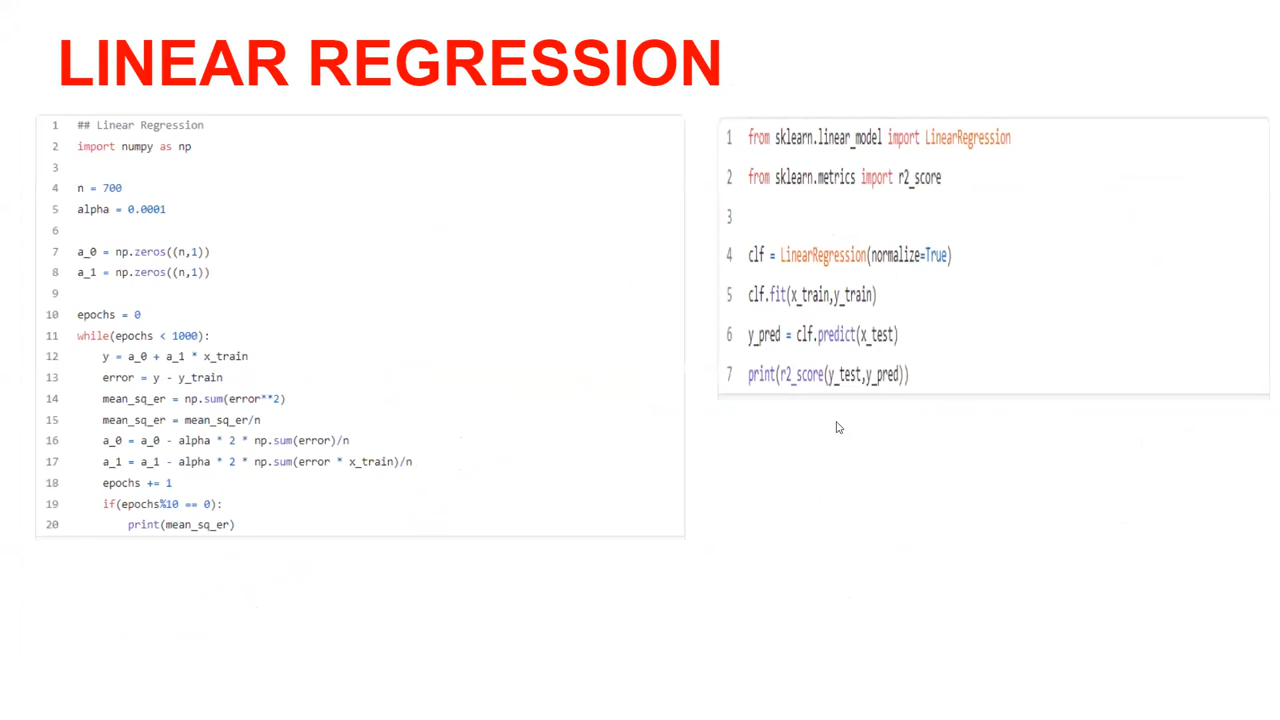 LINEAR REGRESSION
1 ## Linear Regression
2 import numpy as np
3
4 n = 700
5 alpha = 0.0001
6
7 a_0 = np.zeros((n,1))
8 a_1 = np.zeros((n,1))
9
10 epochs = 0
11 while(epochs < 1000):
12 y = a_0 + a_1 * x_train
13 error = y - y_train
14 mean_sq_er = np.sum(error**2)
15 mean_sq_er = mean_sq_er/n
16 a_0 = a_0 - alpha * 2 * np.sum(error)/n
17 a_1 = a_1 - alpha * 2 * np.sum(error * x_train)/n
18 epochs += 1
19 if(epochs%10 == 0):
20 print(mean_sq_er)
1 from sklearn.linear_model import LinearRegression
2 from sklearn.metrics import r2_score
3
4 clf = LinearRegression(normalize=True)
5 clf.fit(x_train,y_train)
6 y_pred = clf.predict(x_test)
7 print(r2_score(y_test,y_pred))